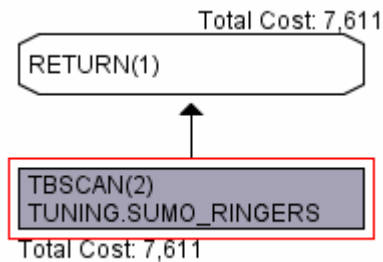 Total Cost: 7,611
RETURN(1)
TBSCAN(2)
TUNING.SUMO_RINGERS
Total Cost: 7,611